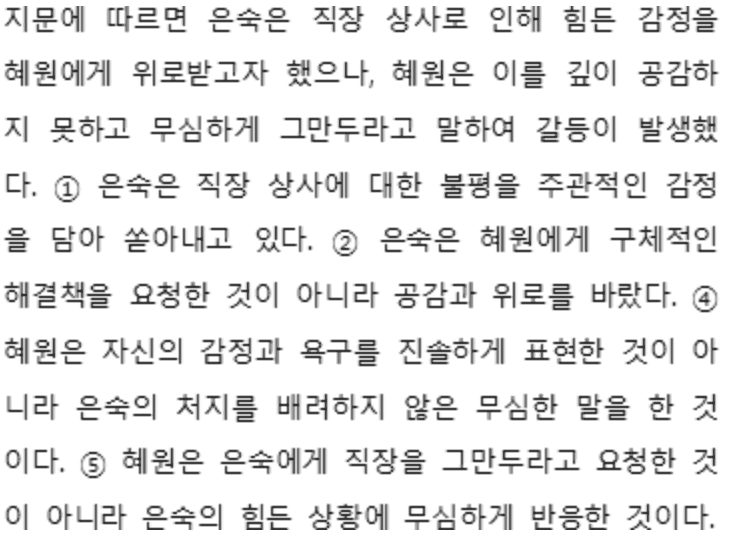 지문에 따르면 은숙은 직장 상사로 인해 힘든 감정을
혜원에게 위로받고자 했으나, 혜원은 이를 깊이 공감하
지 못하고 무심하게 그만두라고 말하여 갈등이 발생했
다. ① 은숙은 직장 상사에 대한 불평을 주관적인 감정
을 담아 쏟아내고 있다. ② 은숙은 혜원에게 구체적인
해결책을 요청한 것이 아니라 공감과 위로를 바랐다. ④
혜원은 자신의 감정과 욕구를 진솔하게 표현한 것이 아
니라 은숙의 처지를 배려하지 않은 무심한 말을 한 것
이다. ⑤ 혜원은 은숙에게 직장을 그만두라고 요청한 것
이 아니라 은숙의 힘든 상황에 무심하게 반응한 것이다.